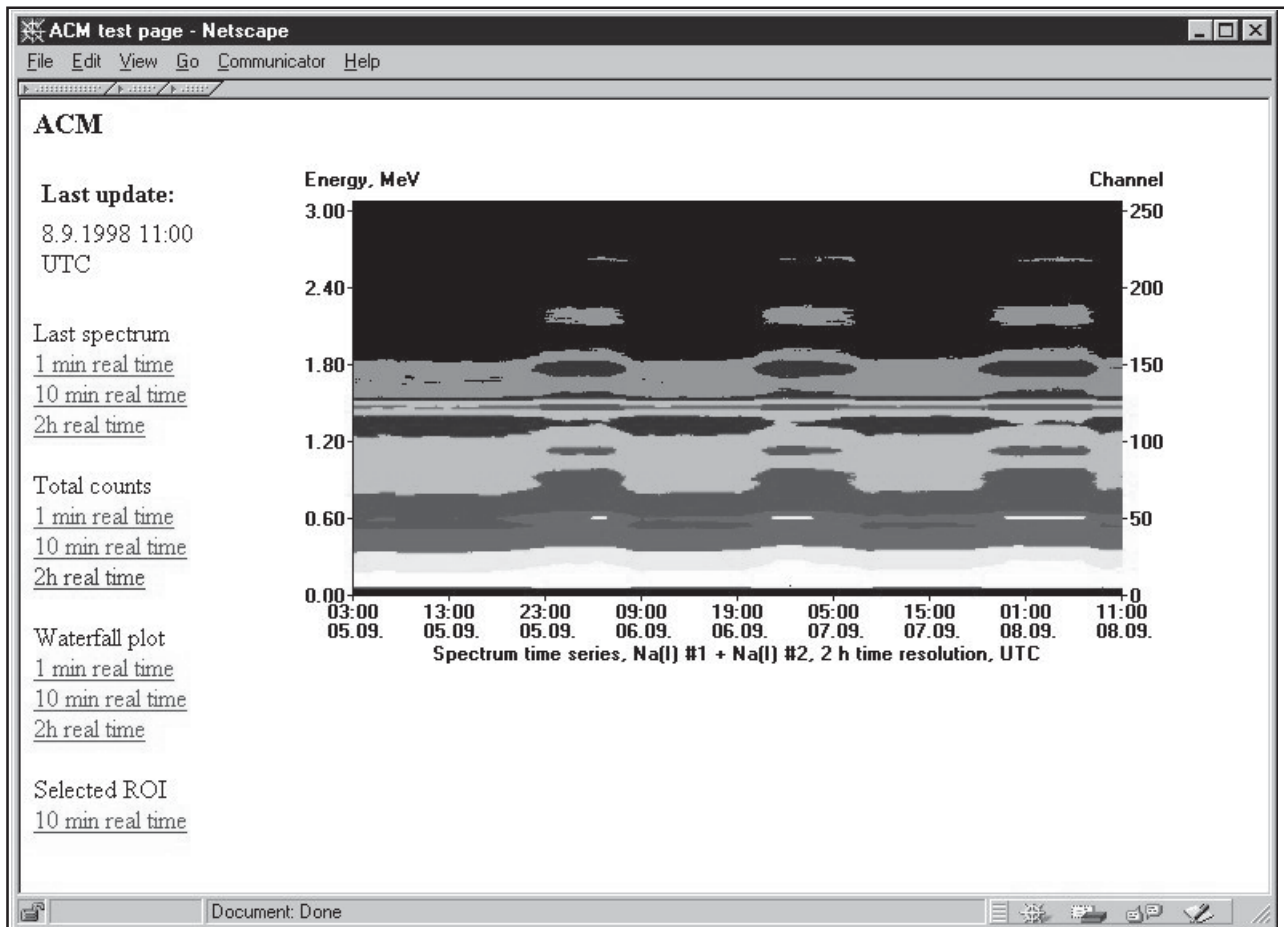 ACM test page - Netscape
File Edit View Go Communicator Help
ACM
Last update:
8.9.1998 11:00
UTC
Last spectrum
1 min real time
10 min real time
2h real time
Total counts
1 min real time
10 min real time
2h real time
Waterfall plot
1 min real time
10 min real time
2h real time
Selected ROI
10 min real time
Energy, MeV
Channel
3.00
250
2.40
200
1.80
150
1.20
100
0.60
50
0.00
0
03:00 13:00 23:00 09:00 19:00 05:00 15:00 01:00 11:00
05.09. 05.09. 05.09. 06.09. 06.09. 07.09. 07.09. 08.09. 08.09.
Spectrum time series, Na(I) #1 + Na(I) #2, 2 h time resolution, UTC
Document: Done